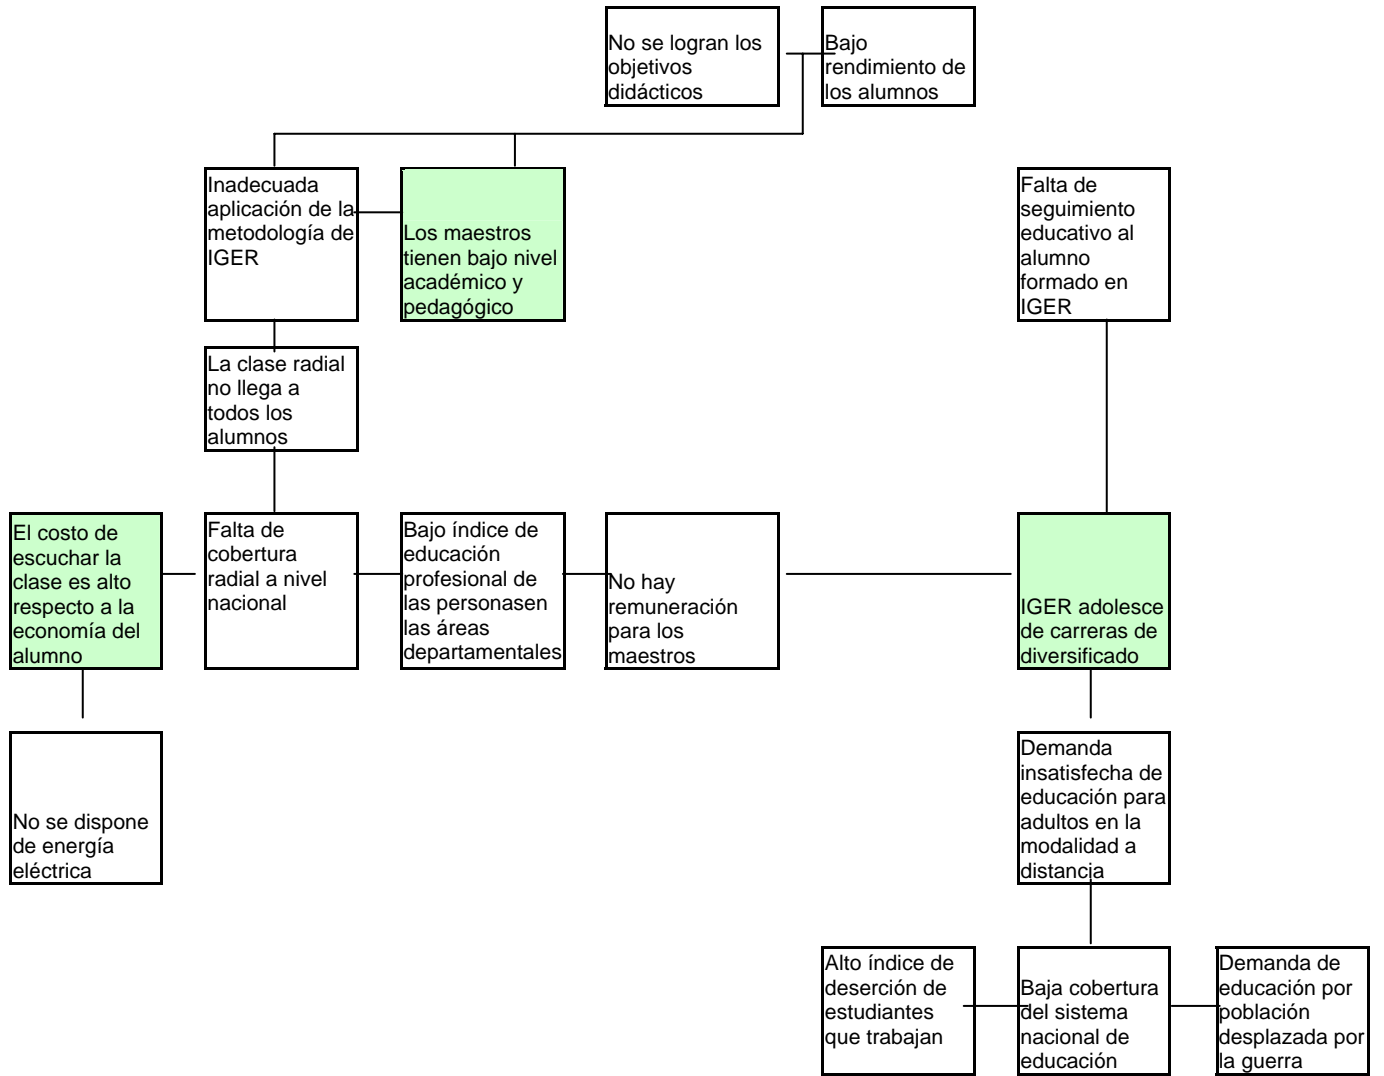 No se logran los
objetivos
didácticos
Bajo
rendimiento de
los alumnos
Inadecuada
aplicación de la
metodología de
IGER
Los maestros
tienen bajo nivel
académico y
pedagógico
Falta de
seguimiento
educativo al
alumno
formado en
IGER
La clase radial
no llega a
todos los
alumnos
El costo de
escuchar la
clase es alto
respecto a la
economía del
alumno
Falta de
cobertura
radial a nivel
nacional
Bajo índice de
educación
profesional de
las personasen
las áreas
departamentales
No hay
remuneración
para los
maestros
IGER adolesce
de carreras de
diversificado
No se dispone
de energía
eléctrica
Demanda
insatisfecha de
educación para
adultos en la
modalidad a
distancia
Alto índice de
deserción de
estudiantes
que trabajan
Baja cobertura
del sistema
nacional de
educación
Demanda de
educación por
población
desplazada por
la guerra